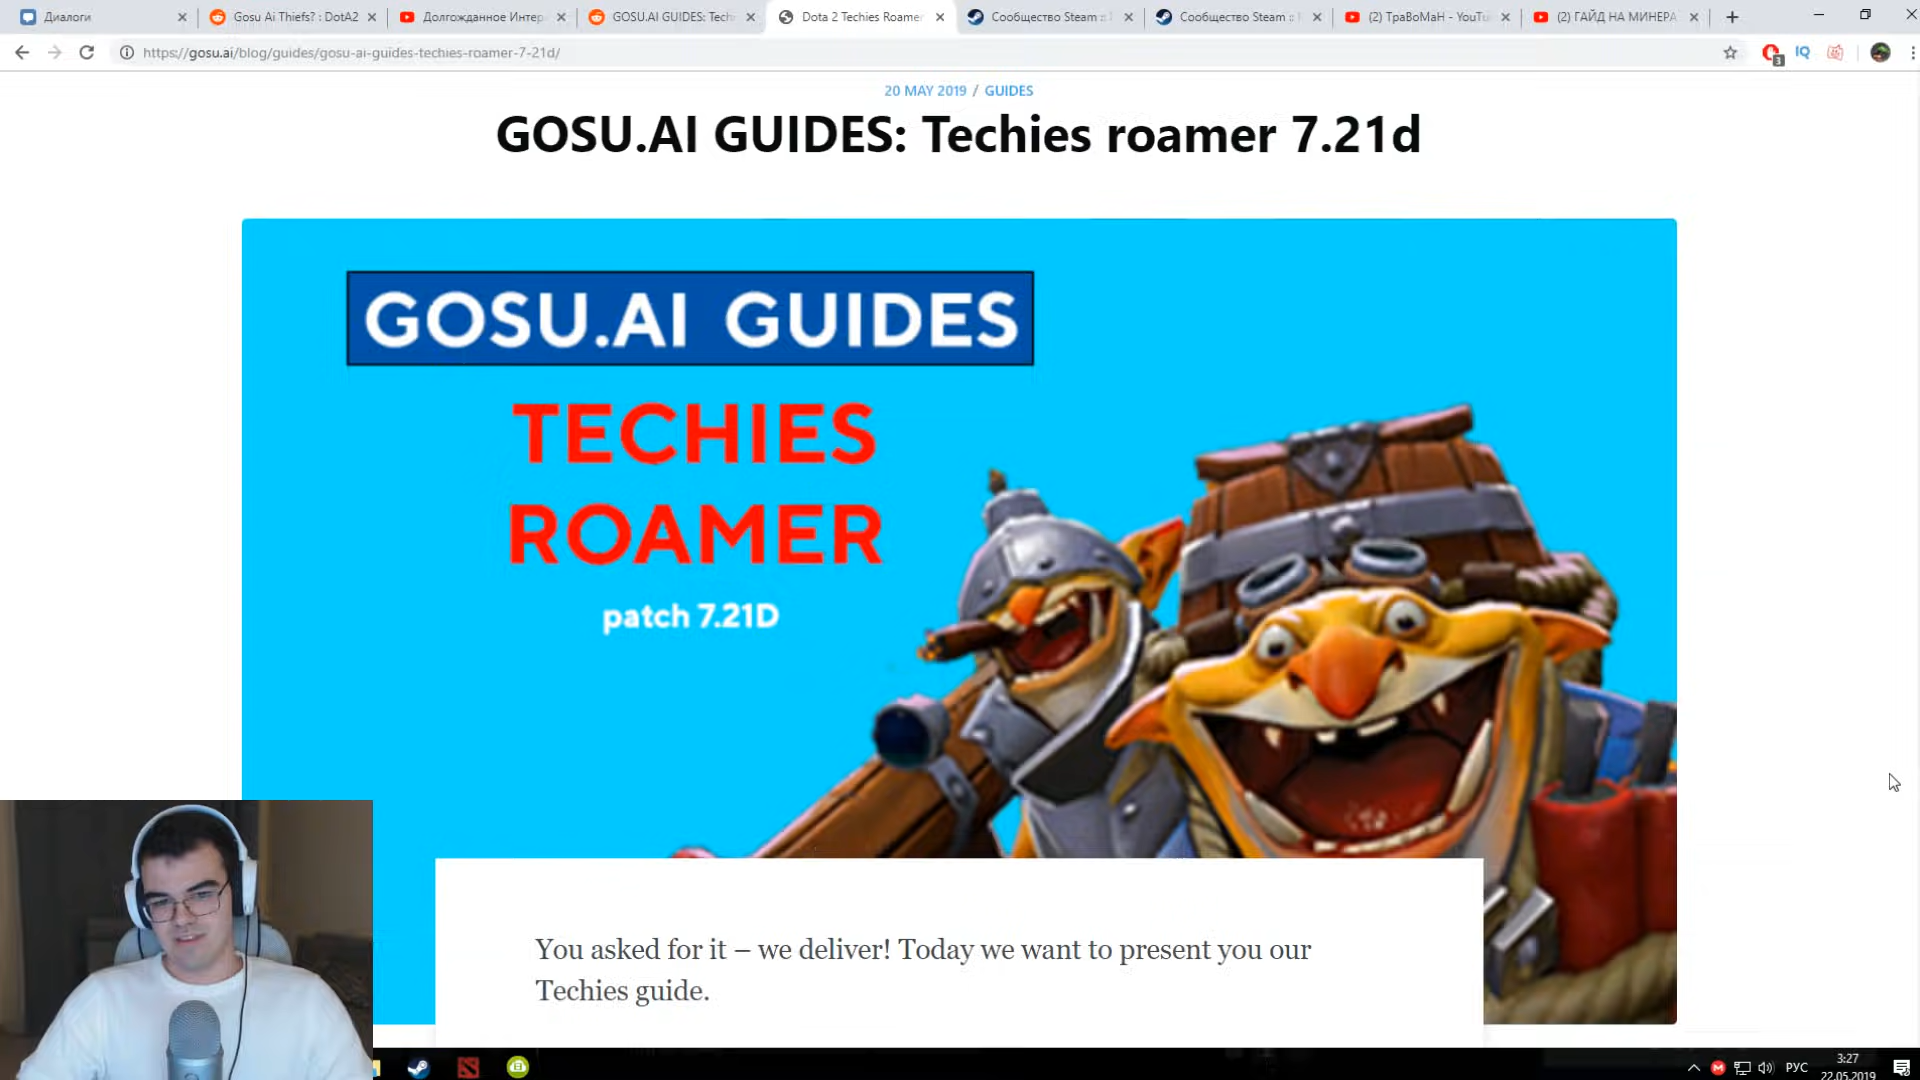 Диалоги
Gosu Ai Thiefs? : DotA2
Долгожданное Интер
GOSU.AI GUIDES: Tech
Dota 2 Techies Roamer
Сообщество Steam ::
Сообщество Steam ::
(2) ТраВоМаН - YouTu
(2) ГАЙД НА МИНЕРА
https://gosu.ai/blog/guides/gosu-ai-guides-techies-roamer-7-21d/
3
IQ
20 MAY 2019 / GUIDES
GOSU.AI GUIDES: Techies roamer 7.21d
GOSU.AI GUIDES
TECHIES
ROAMER
patch 7.21D
You asked for it – we deliver! Today we want to present you our
Techies guide.
РУС
3:27
22.05.2019